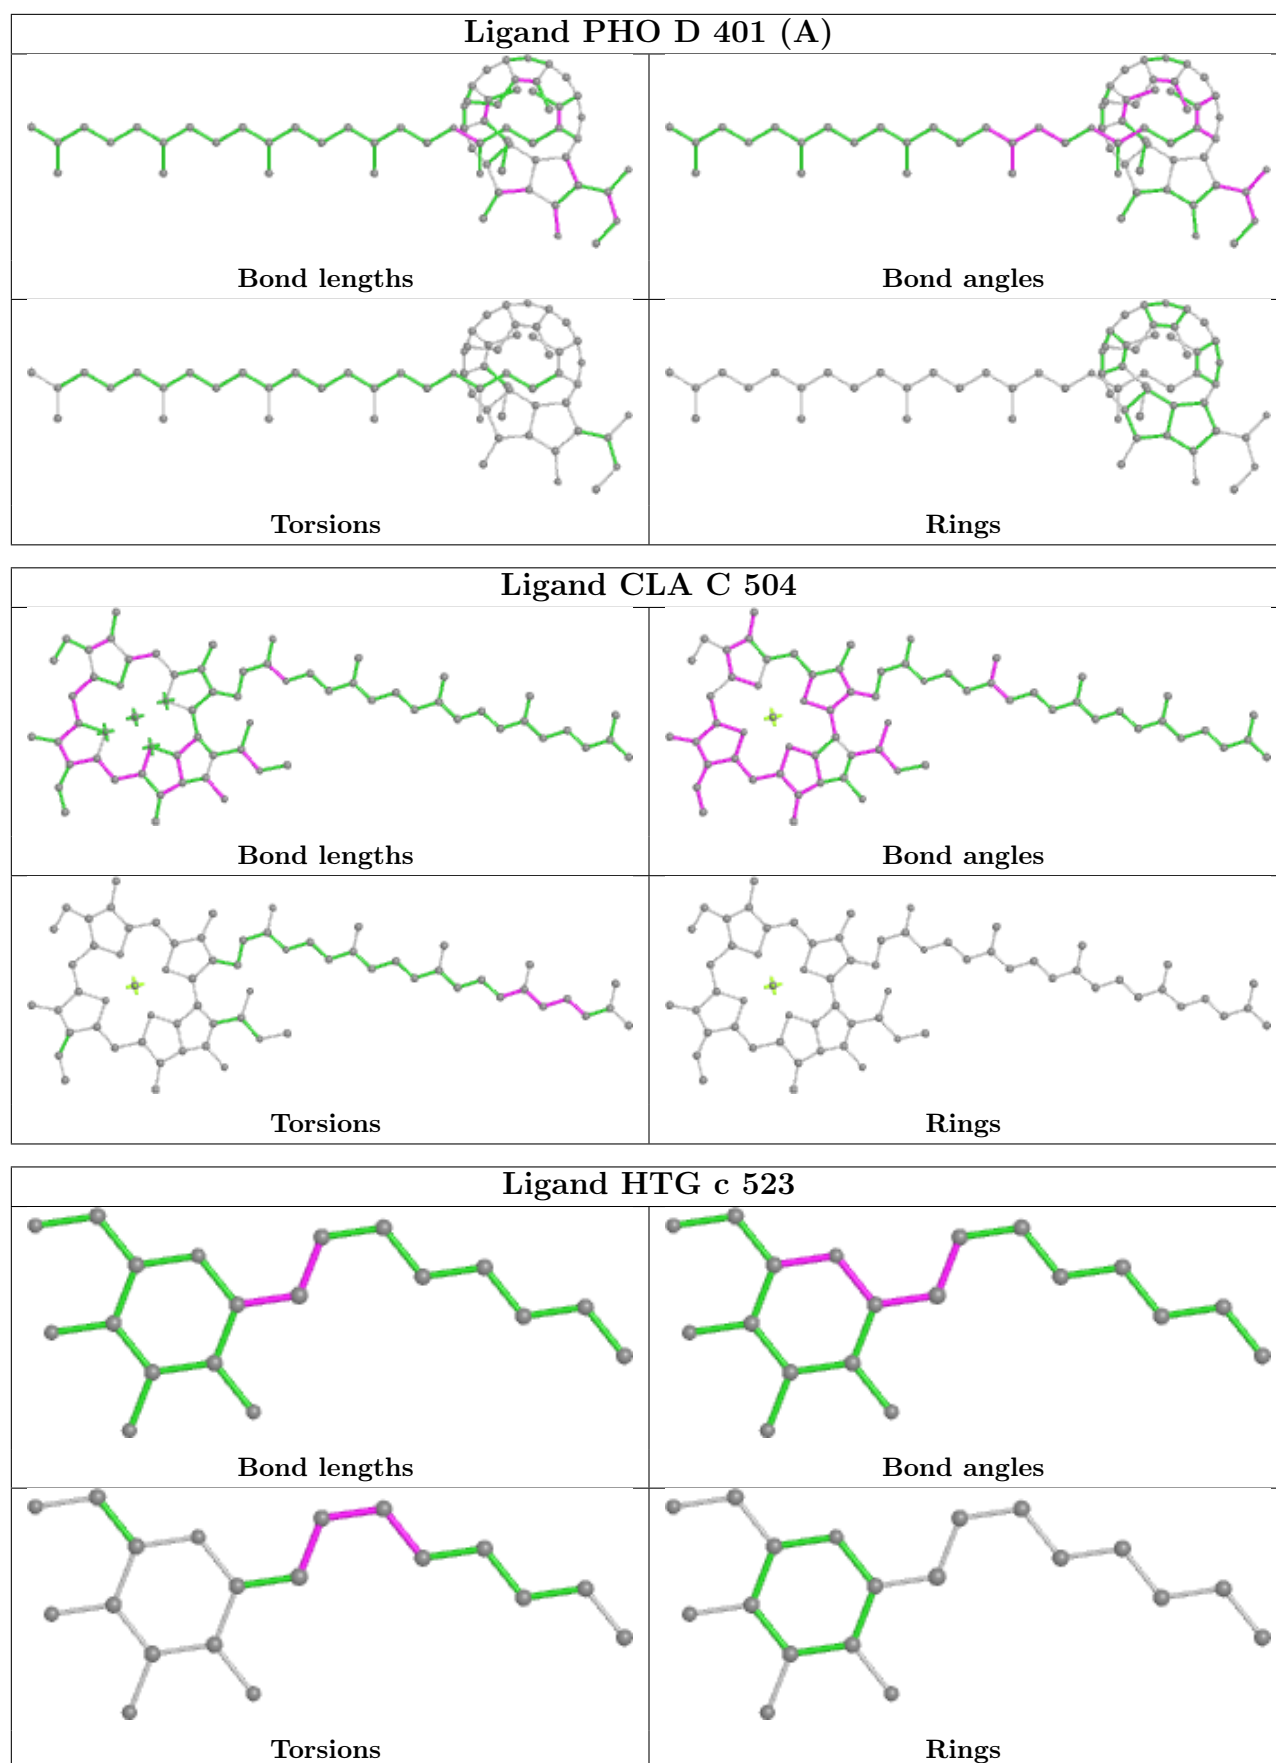 Ligand PHO D 401 (A)
Bond lengths
Bond angles
Torsions
Rings
Ligand CLA C 504
Bond lengths
Bond angles
Torsions
Rings
Ligand HTG c 523
Bond lengths
Bond angles
Torsions
Rings